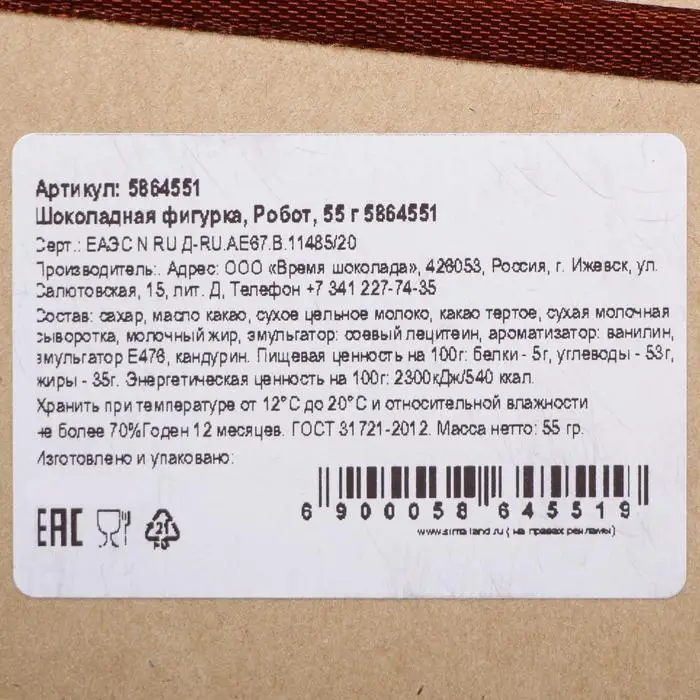 Артикул: 5864551
Шоколадная фигурка, Робот, 55 г 5864551
Серт.: ЕАЭС N RU Д-RU.АЕ67.В.11485/20
Производитель:. Адрес: ООО «Время шоколада», 426053, Россия, г. Ижевск, ул.
Салютовская, 15, лит. Д, Телефон +7 341 227-74-35
Состав: сахар, масло какао, сухое цельное молоко, какао тертое, сухая молочная
сыворотка, молочный жир, эмульгатор: соевый лецитеин, ароматизатор: ванилин,
эмульгатор Е476, кандурин. Пищевая ценность на 100г: белки - 5г, углеводы - 53г,
жиры - 35г. Энергетическая ценность на 100г: 2300кДж/540 ккал.
Хранить при температуре от 12°С до 20°С и относительной влажности
не более 70%Годен 12 месяцев. ГОСТ 31721-2012. Масса нетто: 55 гр.
Изготовлено и упаковано:
6 900058 645519
www.sima-land.ru ( на правах рекламы)
ЕАС
21